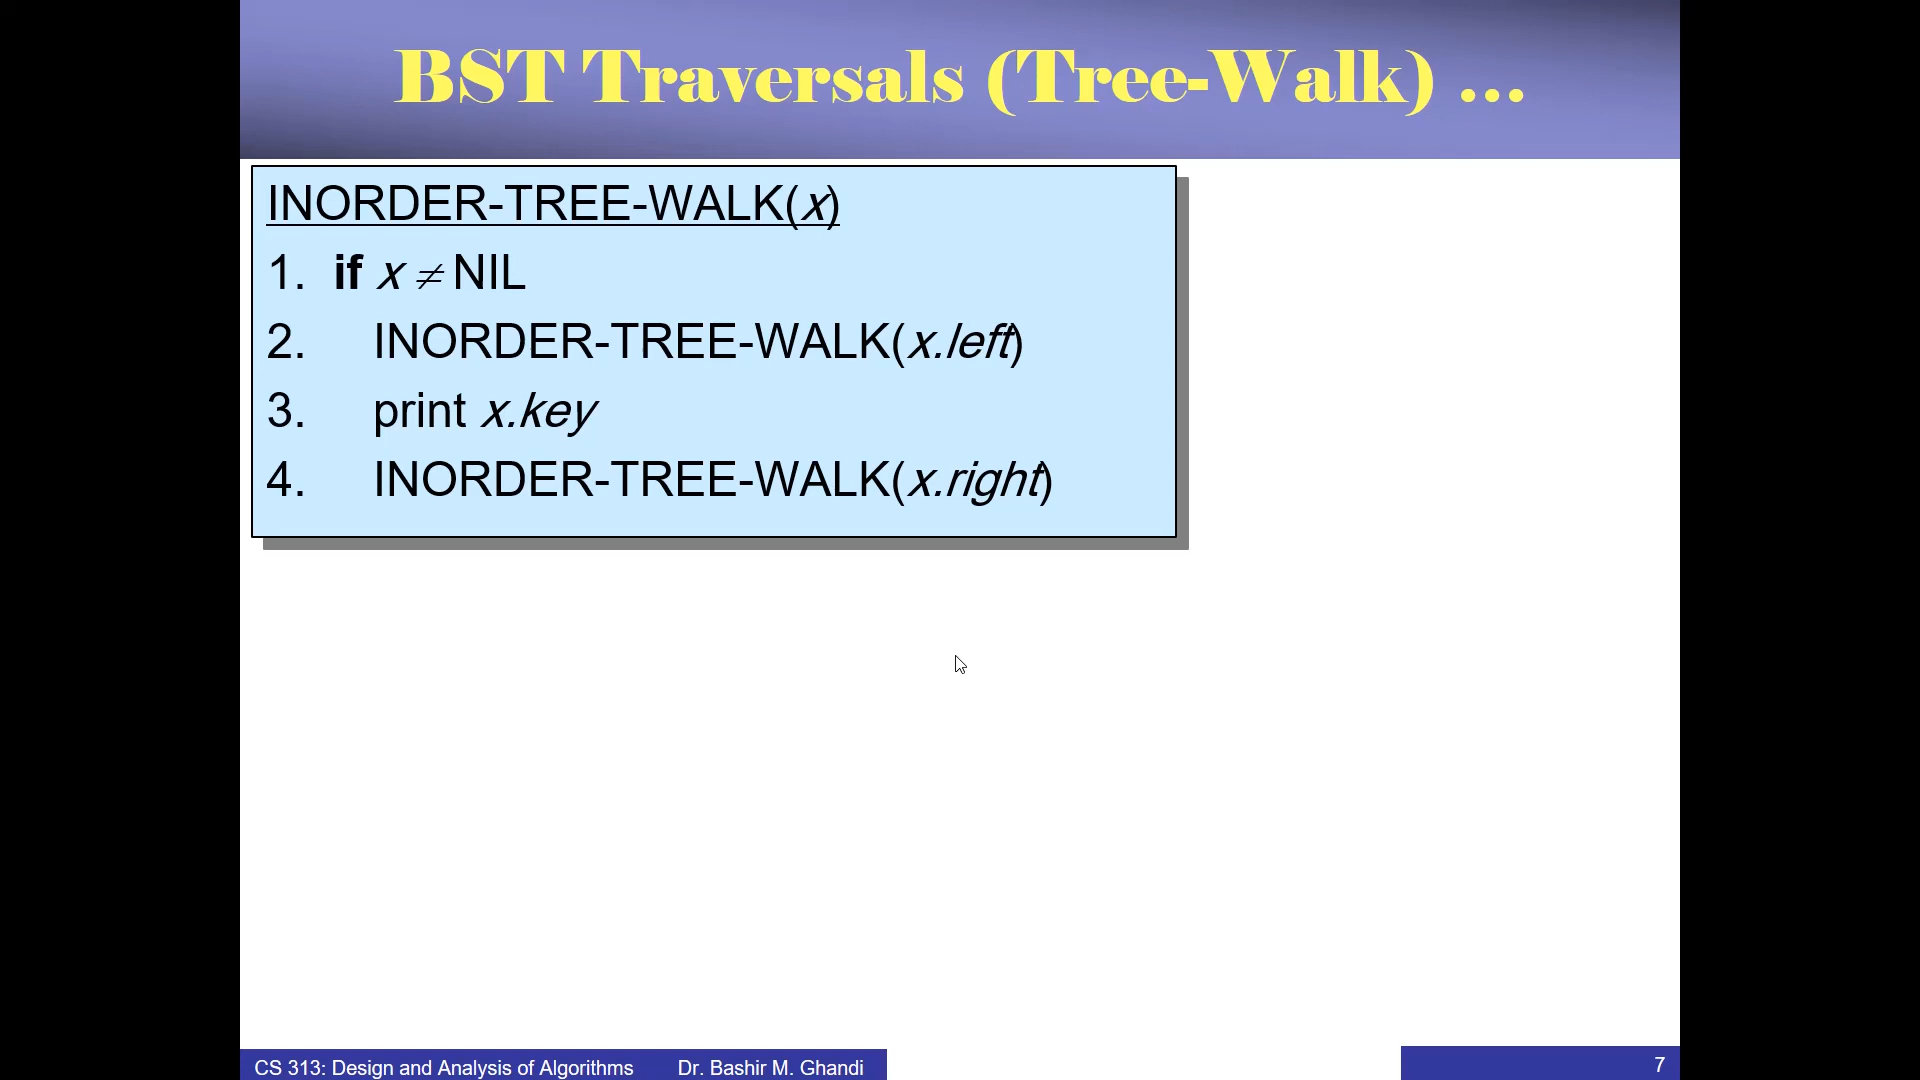 BST Traversals (Tree-Walk) ...
INORDER-TREE-WALK(x)
1. if x ≠ NIL
2. INORDER-TREE-WALK(x.left)
3. print x.key
4. INORDER-TREE-WALK(x.right)
CS 313: Design and Analysis of Algorithms Dr. Bashir M. Ghandi
7